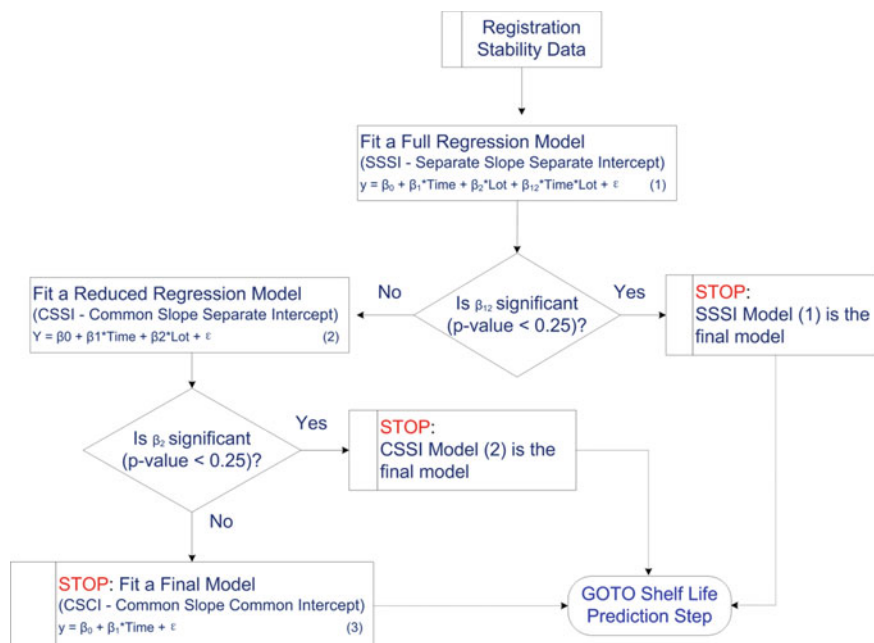 Registration
Stability Data
Fit a Full Regression Model
(SSSI - Separate Slope Separate Intercept)
y = β₀ + β₁*Time + β₂*Lot + β₁₂*Time*Lot + ε (1)
No
Is β₁₂ significant
(p-value < 0.25)?
Yes
STOP:
SSSI Model (1) is the
final model
Fit a Reduced Regression Model
(CSSI - Common Slope Separate Intercept)
Y = β0 + β1*Time + β2*Lot + ε (2)
Is β₂ significant
(p-value < 0.25)?
Yes
STOP:
CSSI Model (2) is the
final model
No
STOP: Fit a Final Model
(CSCI - Common Slope Common Intercept)
y = β₀ + β₁*Time + ε (3)
GOTO Shelf Life
Prediction Step